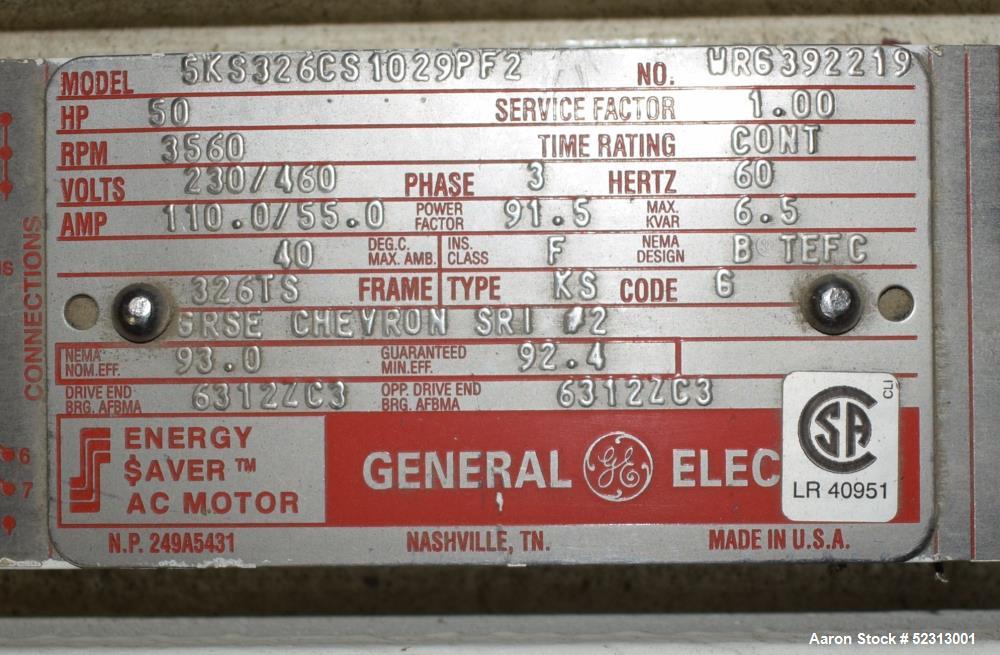 MODEL 5KS326CS1029PF2 NO. WRG392219
HP 50 SERVICE FACTOR 1.00
RPM 3560 TIME RATING CONT
VOLTS 230/460 PHASE 3 HERTZ 60
AMP 110.0/55.0 POWER FACTOR 91.5 MAX. KVAR 6.5
40 DEG.C. MAX. AMB. INS. CLASS F NEMA DESIGN B TEFC
326TS FRAME TYPE KS CODE G
GRSE CHEVRON SRI #2
NEMA NOM.EFF. 93.0 GUARANTEED MIN.EFF. 92.4
DRIVE END BRG. AFBMA 6312ZC3 OPP. DRIVE END BRG. AFBMA 6312ZC3
ENERGY
$AVER™
AC MOTOR
GENERAL GE ELEC
CSA
CLI
LR 40951
N.P. 249A5431 NASHVILLE, TN. MADE IN U.S.A.
CONNECTIONS
6
7
Aaron Stock # 52313001